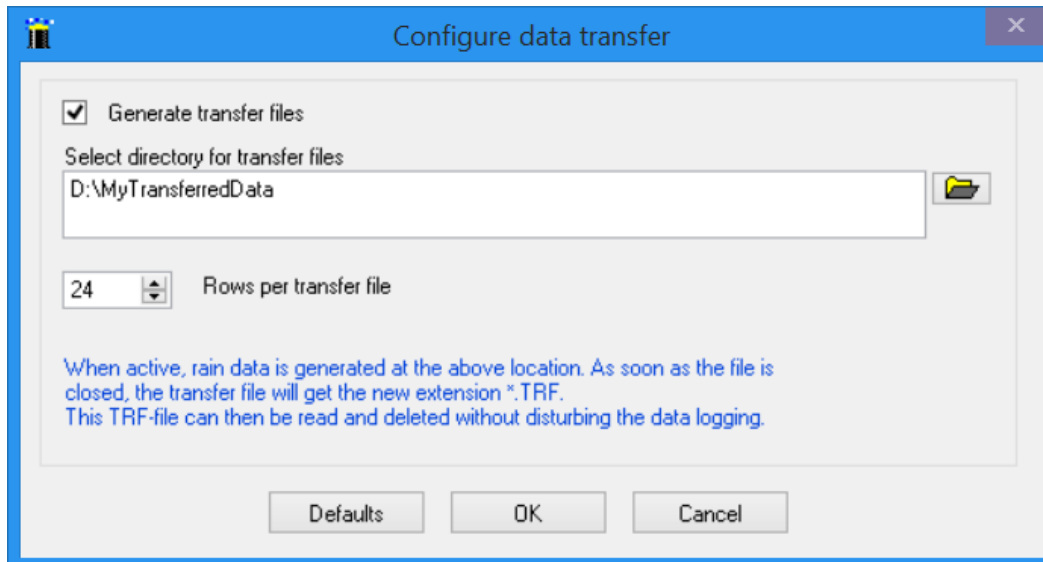 Configure data transfer
Generate transfer files
Select directory for transfer files
D:\MyTransferredData
24
Rows per transfer file
When active, rain data is generated at the above location. As soon as the file is
closed, the transfer file will get the new extension *.TRF.
This TRF-file can then be read and deleted without disturbing the data logging.
Defaults
OK
Cancel